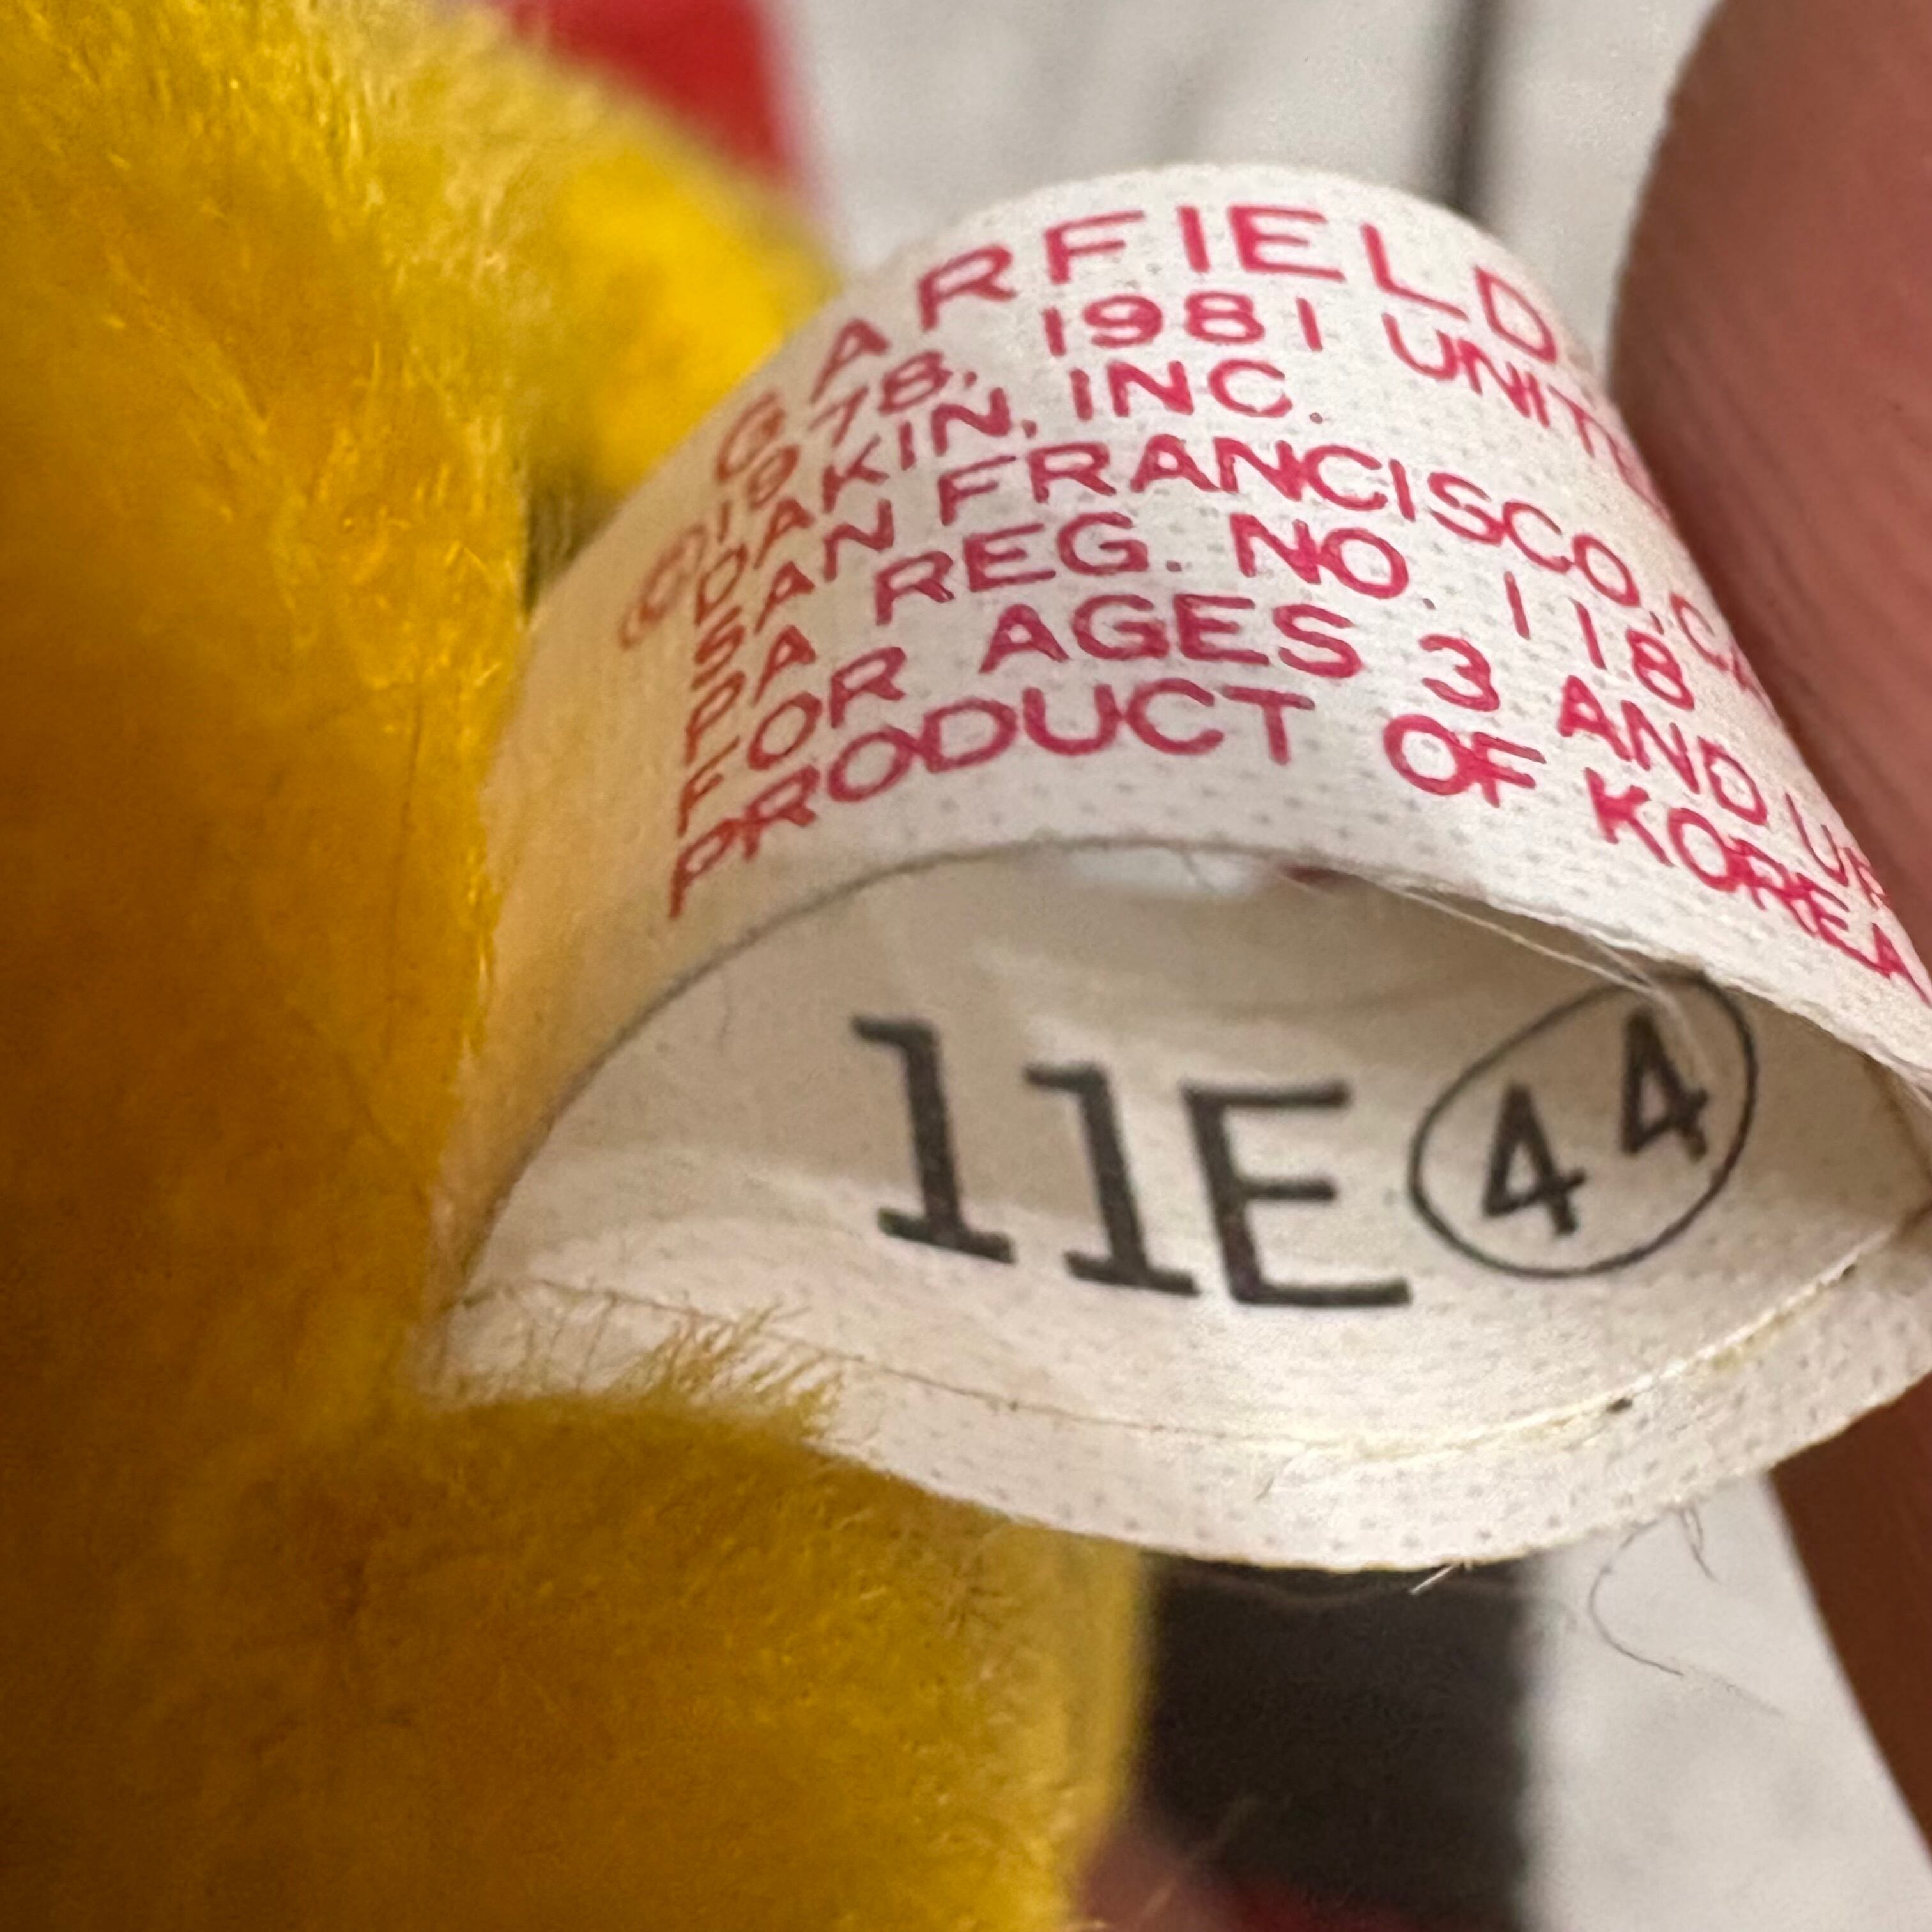 GARFIELD
©1978, 1981 UNITED
DAKIN, INC.
SAN FRANCISCO, CA
PA REG. NO. 118
FOR AGES 3 AND UP
PRODUCT OF KOREA
11E 44